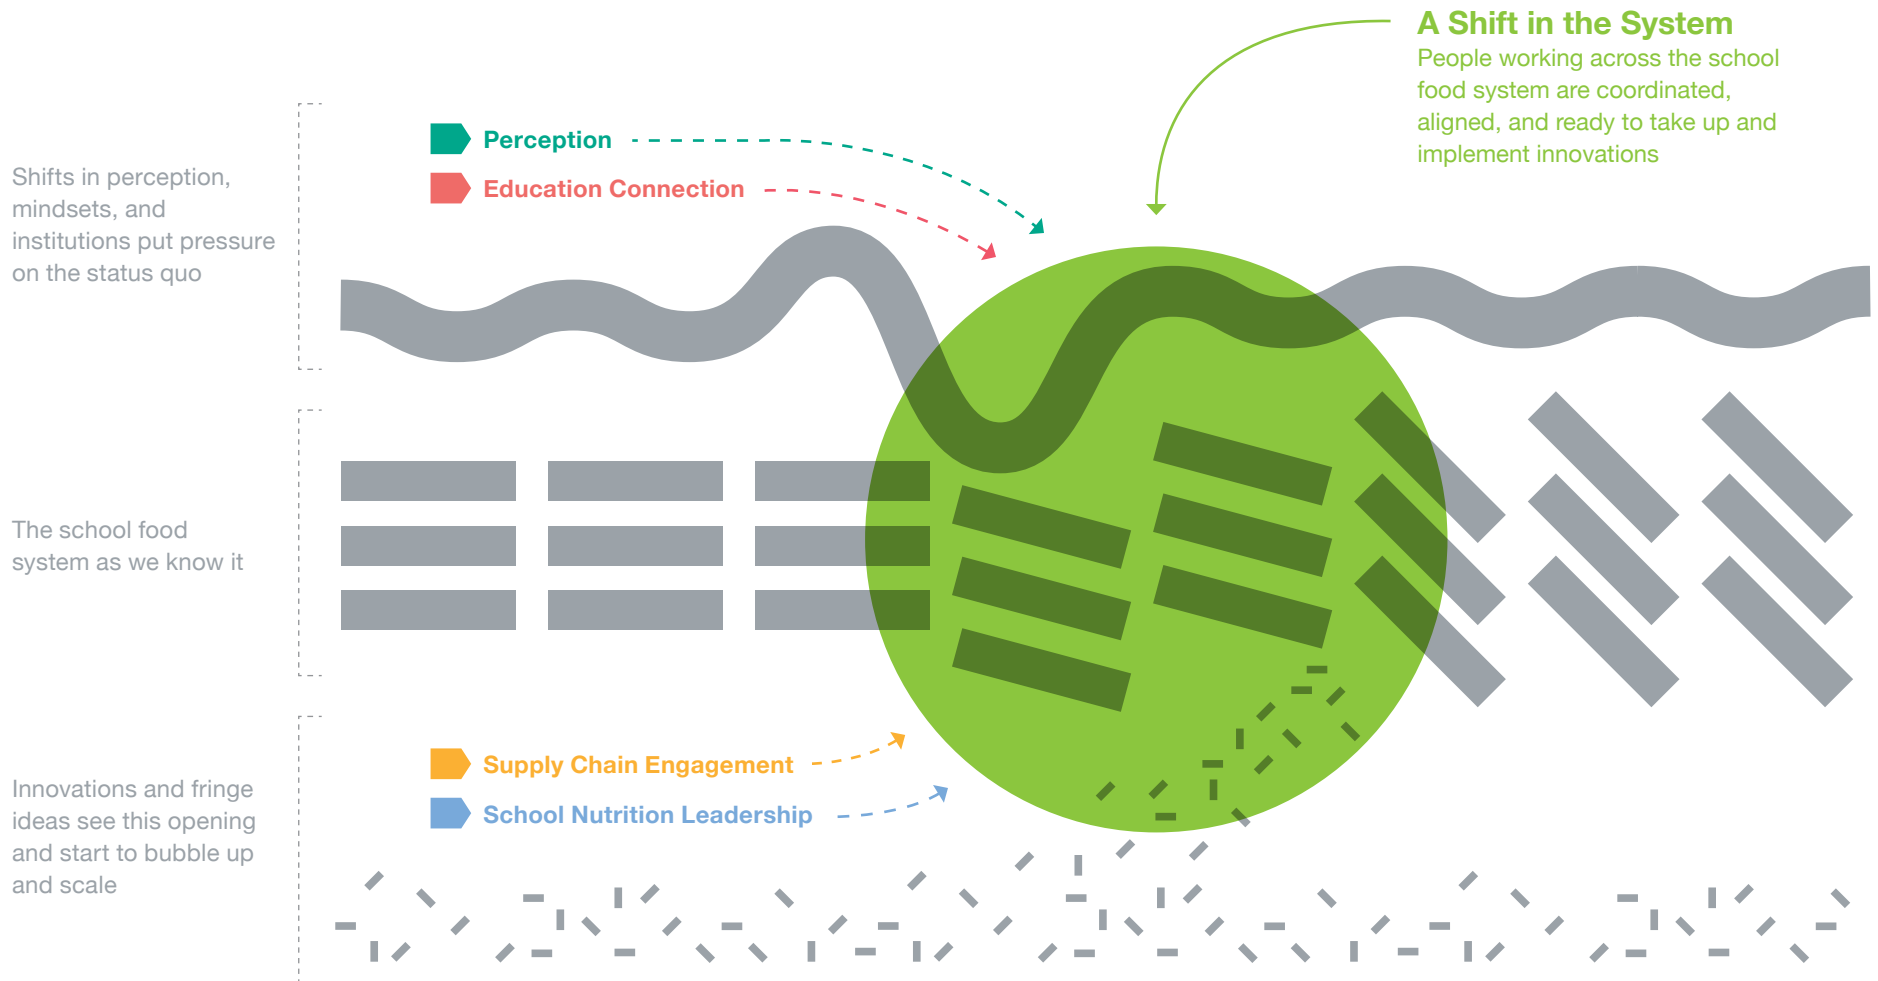 A Shift in the System
People working across the school
food system are coordinated,
aligned, and ready to take up and
implement innovations
Perception
Education Connection
Shifts in perception,
mindsets, and
institutions put pressure
on the status quo
The school food
system as we know it
Supply Chain Engagement
School Nutrition Leadership
Innovations and fringe
ideas see this opening
and start to bubble up
and scale